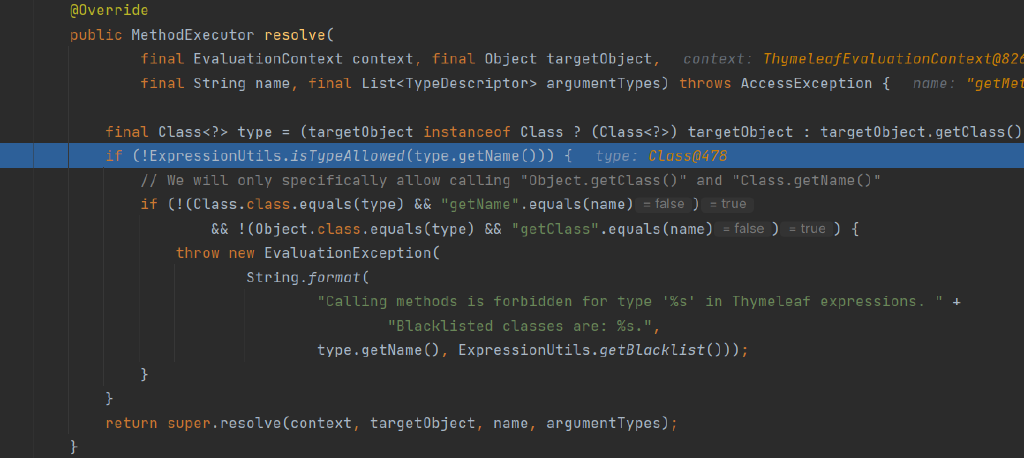 @Override
public MethodExecutor resolve(
final EvaluationContext context, final Object targetObject, context: ThymeleafEvaluationContext@826
final String name, final List<TypeDescriptor> argumentTypes) throws AccessException { name: "getMet
final Class<?> type = (targetObject instanceof Class ? (Class<?>) targetObject : targetObject.getClass()
if (!ExpressionUtils.isTypeAllowed(type.getName())) { type: Class@478
// We will only specifically allow calling "Object.getClass()" and "Class.getName()"
if (!(Class.class.equals(type) && "getName".equals(name) = false ) = true
&& !(Object.class.equals(type) && "getClass".equals(name) = false ) = true ) {
throw new EvaluationException(
String.format(
"Calling methods is forbidden for type '%s' in Thymeleaf expressions. " +
"Blacklisted classes are: %s.",
type.getName(), ExpressionUtils.getBlacklist()));
}
}
return super.resolve(context, targetObject, name, argumentTypes);
}